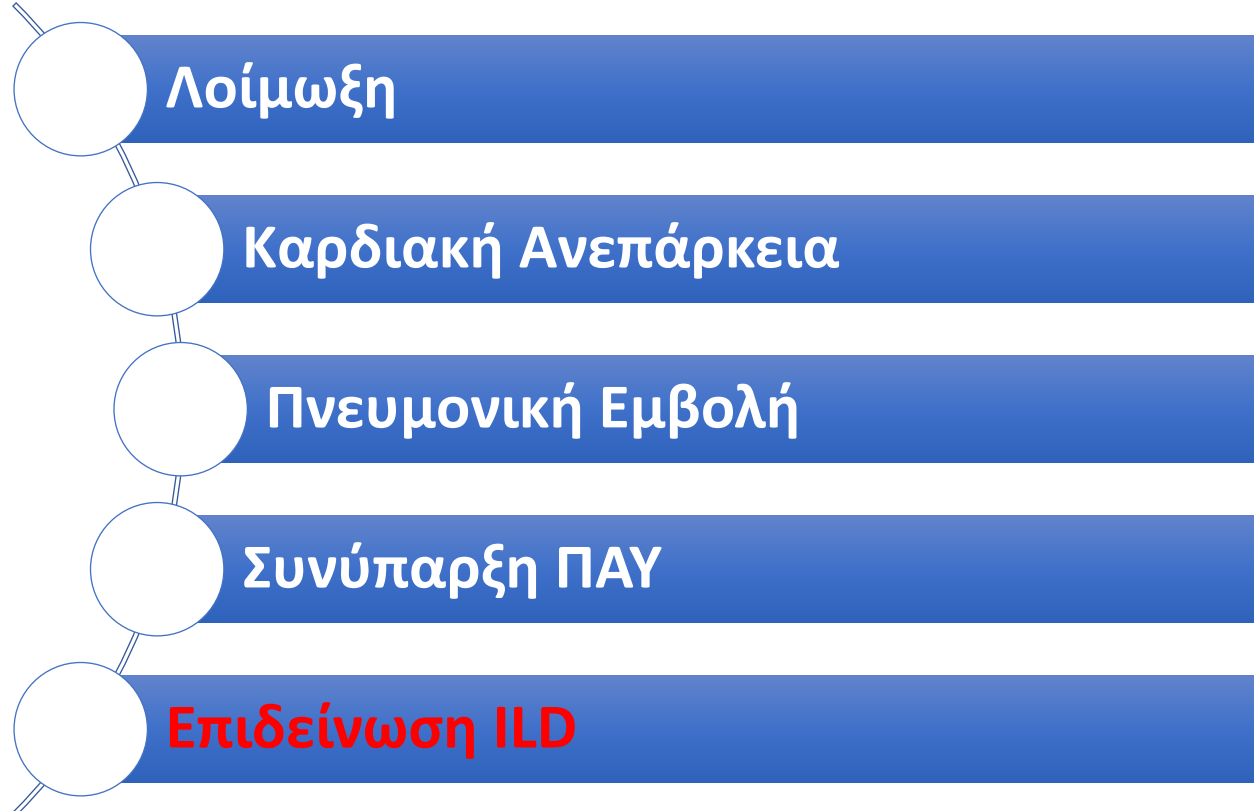 Λοίμωξη
Καρδιακή Ανεπάρκεια
Πνευμονική Εμβολή
Συνύπαρξη ΠΑΥ
Επιδείνωση ILD